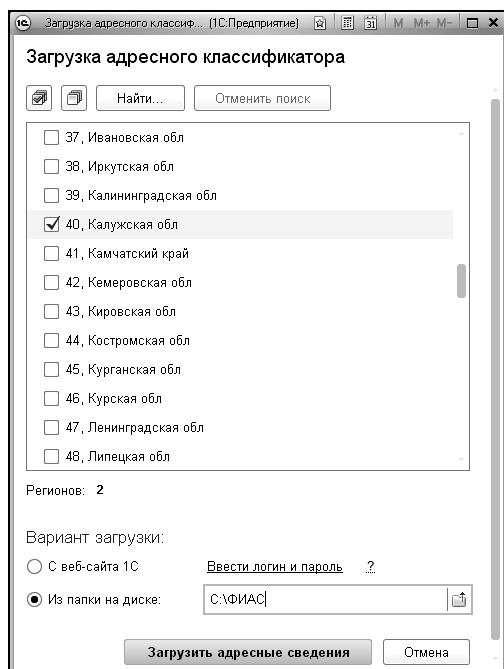 1С Загрузка адресного классиф... (1С:Предприятие) 31 M M+ M-
Загрузка адресного классификатора
Найти... Отменить поиск
37, Ивановская обл
38, Иркутская обл
39, Калининградская обл
40, Калужская обл
41, Камчатский край
42, Кемеровская обл
43, Кировская обл
44, Костромская обл
45, Курганская обл
46, Курская обл
47, Ленинградская обл
48, Липецкая обл
Регионов: 2
Вариант загрузки:
С веб-сайта 1С Ввести логин и пароль ?
Из папки на диске: С:\ФИАС
Загрузить адресные сведения Отмена